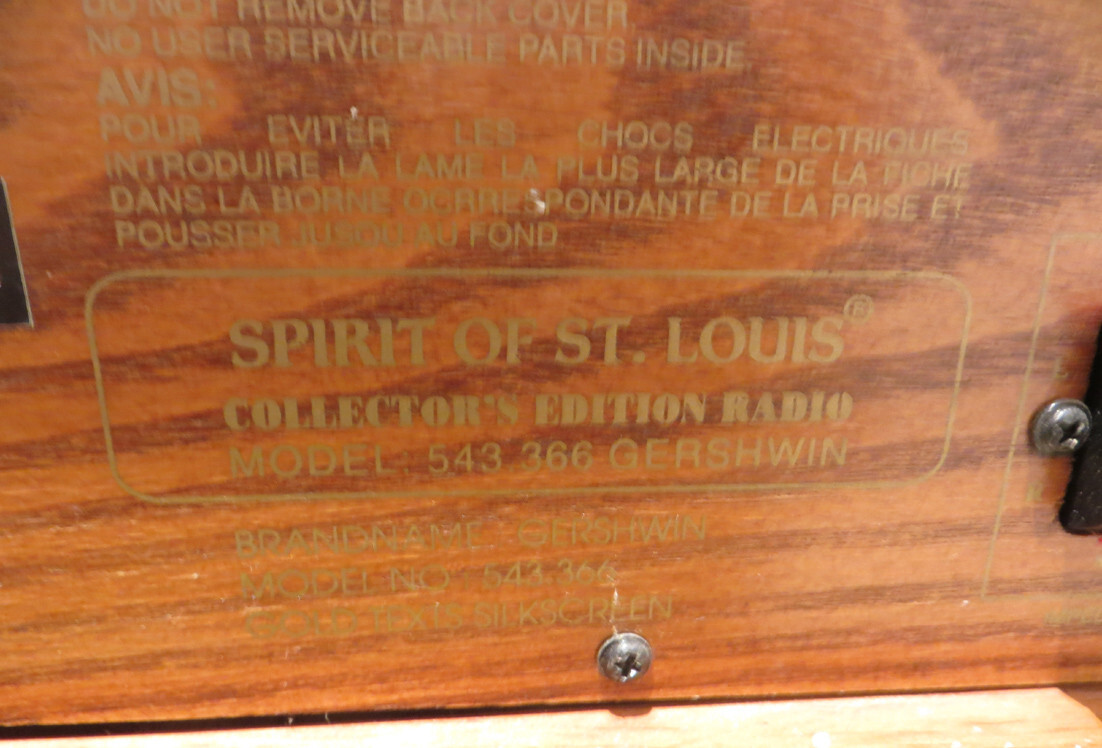 DO NOT REMOVE BACK COVER.
NO USER SERVICEABLE PARTS INSIDE.
AVIS:
POUR EVITER LES CHOCS ELECTRIQUES
INTRODUIRE LA LAME LA PLUS LARGE DE LA FICHE
DANS LA BORNE OCRRESPONDANTE DE LA PRISE ET
POUSSER JUSQU AU FOND
SPIRIT OF ST. LOUIS®
COLLECTOR'S EDITION RADIO
MODEL: 543.366 GERSHWIN
BRANDNAME: GERSHWIN
MODEL NO: 543.366
GOLD TEXTS SILKSCREEN